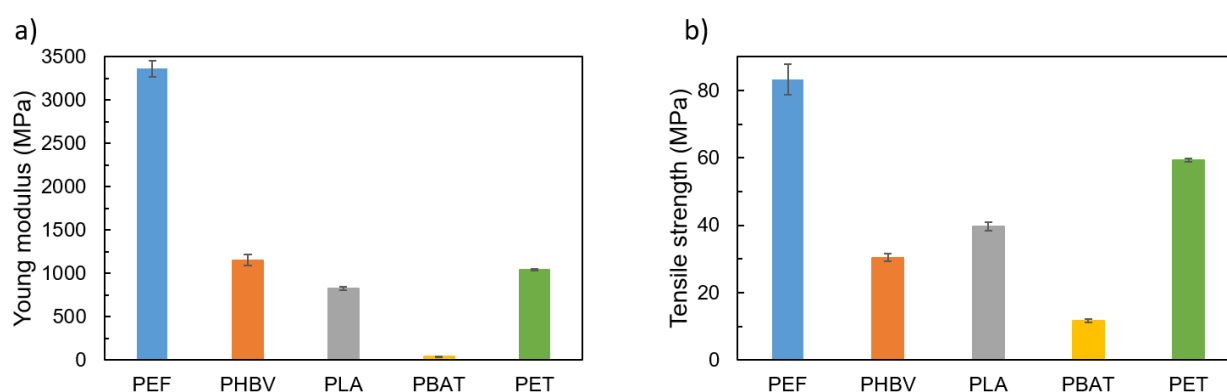 a)
Young modulus (MPa)
3500
3000
2500
2000
1500
1000
500
0
PEF PHBV PLA PBAT PET
b)
Tensile strength (MPa)
80
60
40
20
0
PEF PHBV PLA PBAT PET